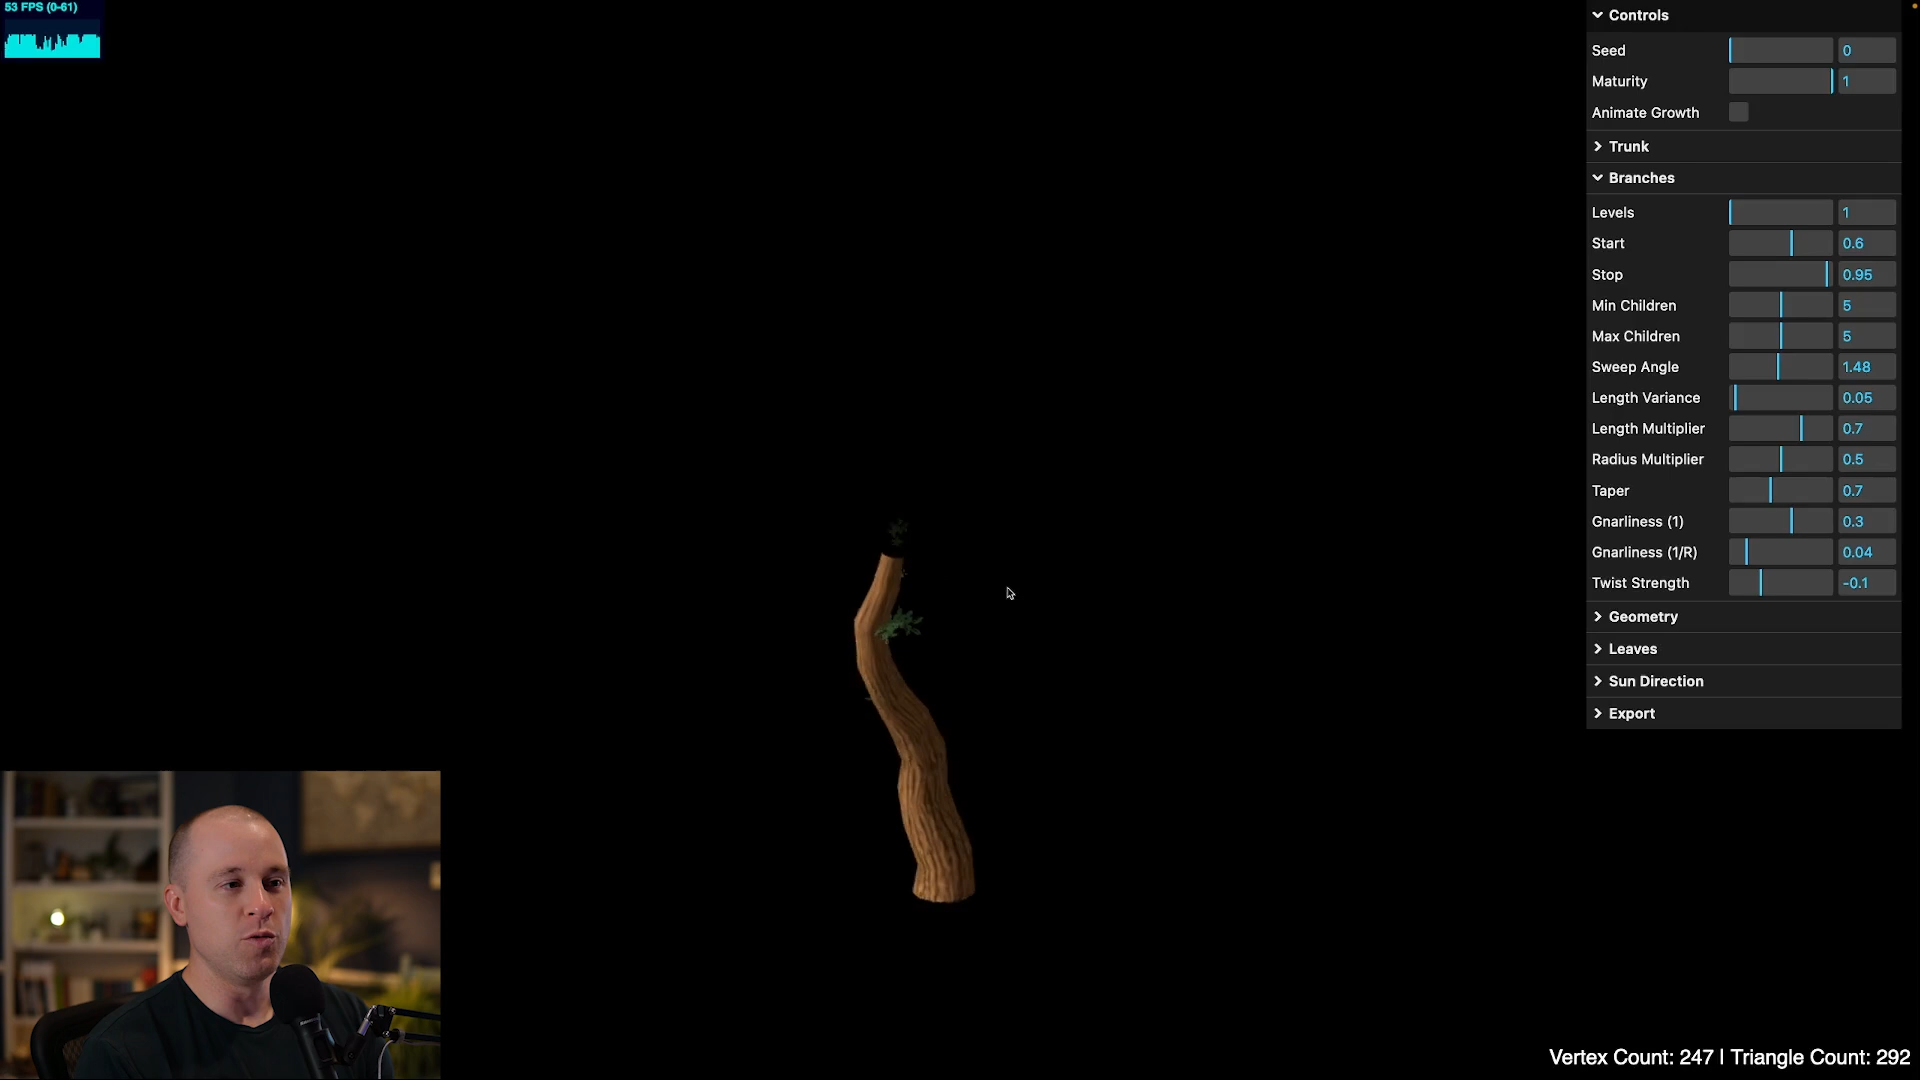 53 FPS (0-61)
Controls
Seed 0
Maturity 1
Animate Growth
Trunk
Branches
Levels 1
Start 0.6
Stop 0.95
Min Children 5
Max Children 5
Sweep Angle 1.48
Length Variance 0.05
Length Multiplier 0.7
Radius Multiplier 0.5
Taper 0.7
Gnarliness (1) 0.3
Gnarliness (1/R) 0.04
Twist Strength -0.1
Geometry
Leaves
Sun Direction
Export
Vertex Count: 247 | Triangle Count: 292